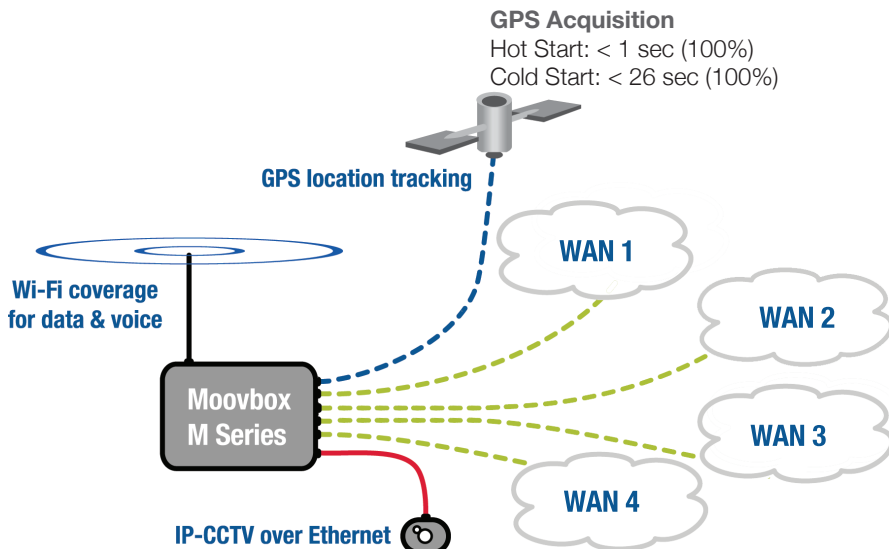 GPS Acquisition
Hot Start: < 1 sec (100%)
Cold Start: < 26 sec (100%)
GPS location tracking
WAN 1
Wi-Fi coverage
for data & voice
WAN 2
Moovbox
M Series
WAN 3
WAN 4
IP-CCTV over Ethernet